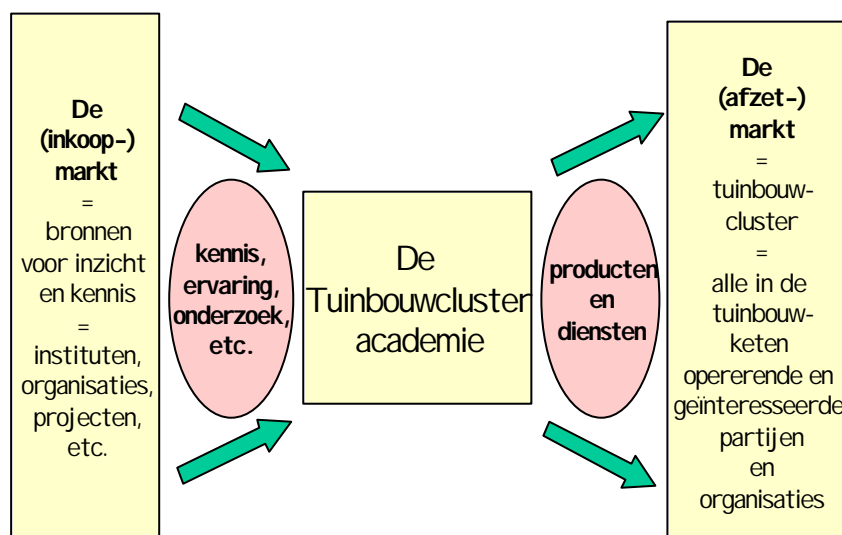 De
(inkoop-)
markt
=
bronnen
voor inzicht
en kennis
=
instituten,
organisaties,
projecten,
etc.
kennis,
ervaring,
onderzoek,
etc.
De
Tuinbouwcluster
academie
producten
en
diensten
De
(afzet-)
markt
=
tuinbouw-
cluster
=
alle in de
tuinbouw-
keten
opererende en
geïnteresseerde
partijen
en
organisaties